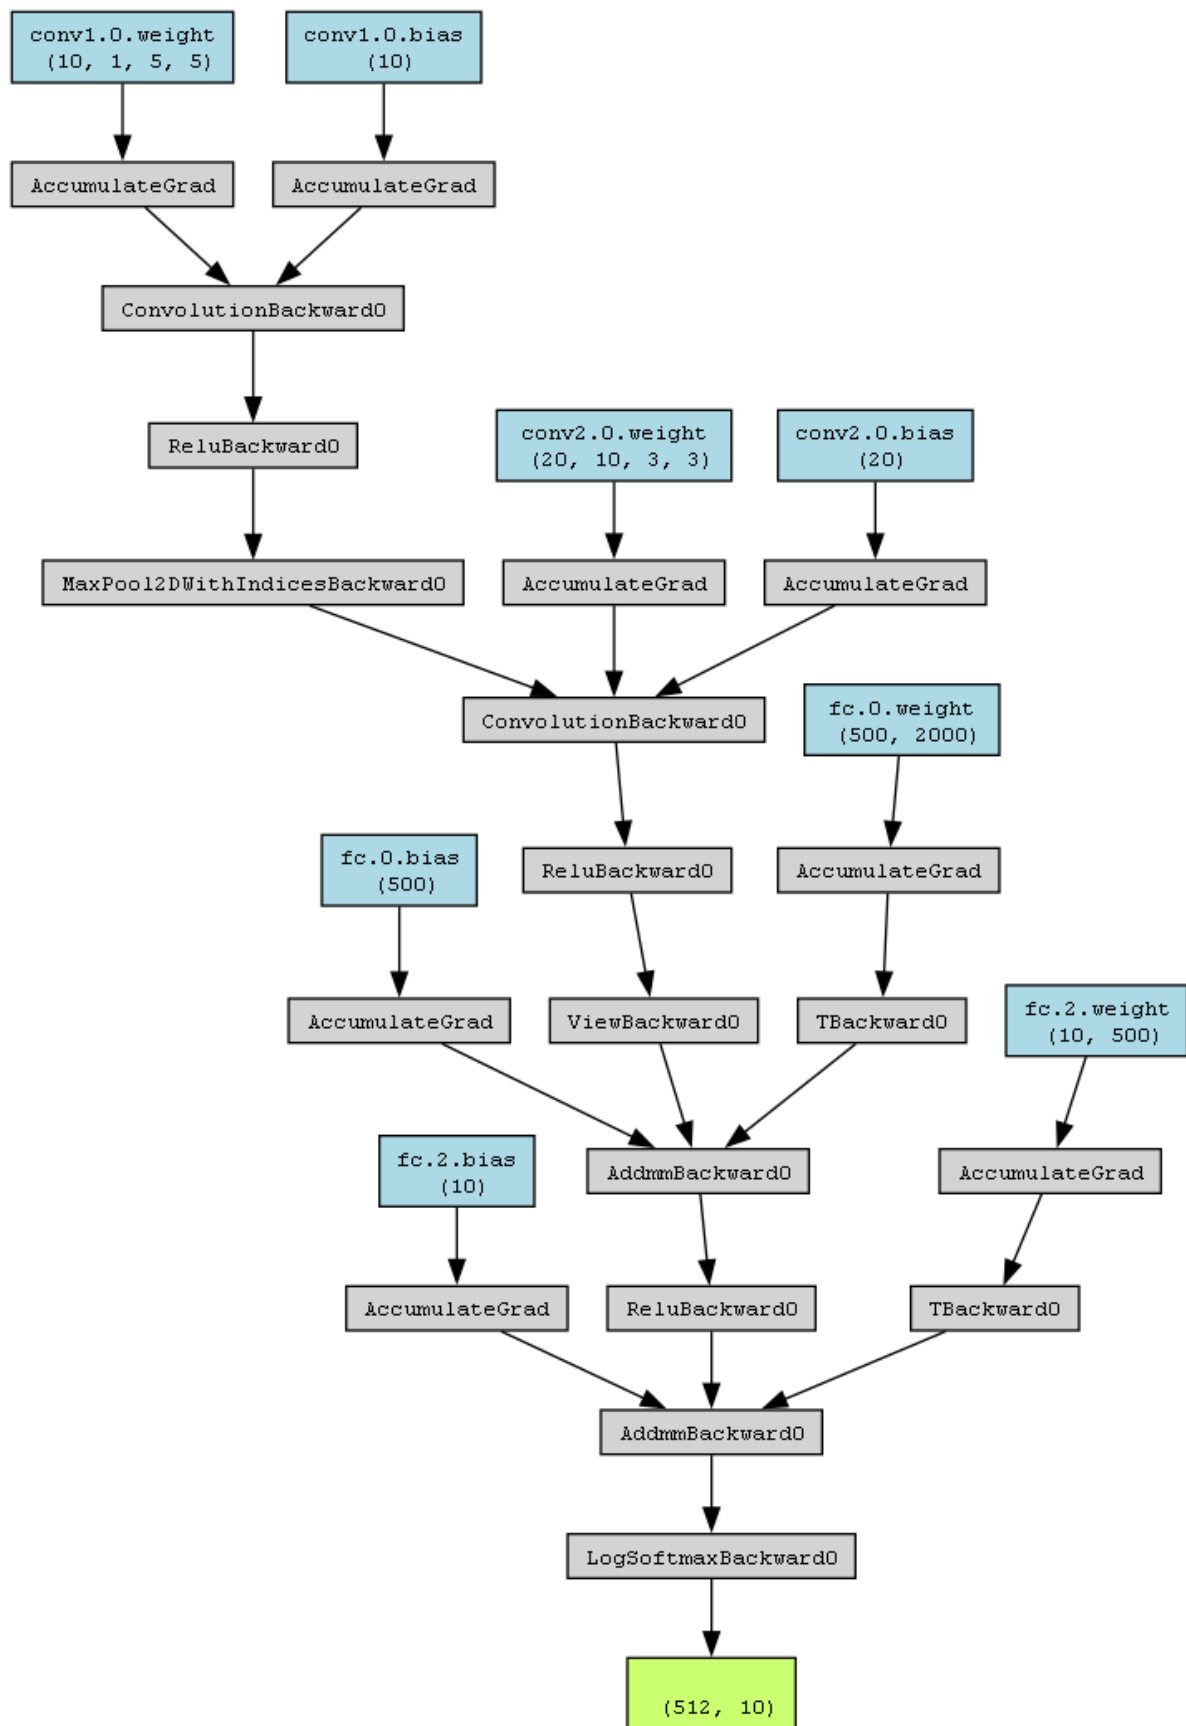 conv1.0.weight
(10, 1, 5, 5)
conv1.0.bias
(10)
AccumulateGrad
AccumulateGrad
ConvolutionBackward0
ReluBackward0
conv2.0.weight
(20, 10, 3, 3)
conv2.0.bias
(20)
MaxPool2DWithIndicesBackward0
AccumulateGrad
AccumulateGrad
ConvolutionBackward0
fc.0.weight
(500, 2000)
fc.0.bias
(500)
ReluBackward0
AccumulateGrad
AccumulateGrad
ViewBackward0
TBackward0
fc.2.weight
(10, 500)
fc.2.bias
(10)
AddmmBackward0
AccumulateGrad
AccumulateGrad
ReluBackward0
TBackward0
AddmmBackward0
LogSoftmaxBackward0
(512, 10)